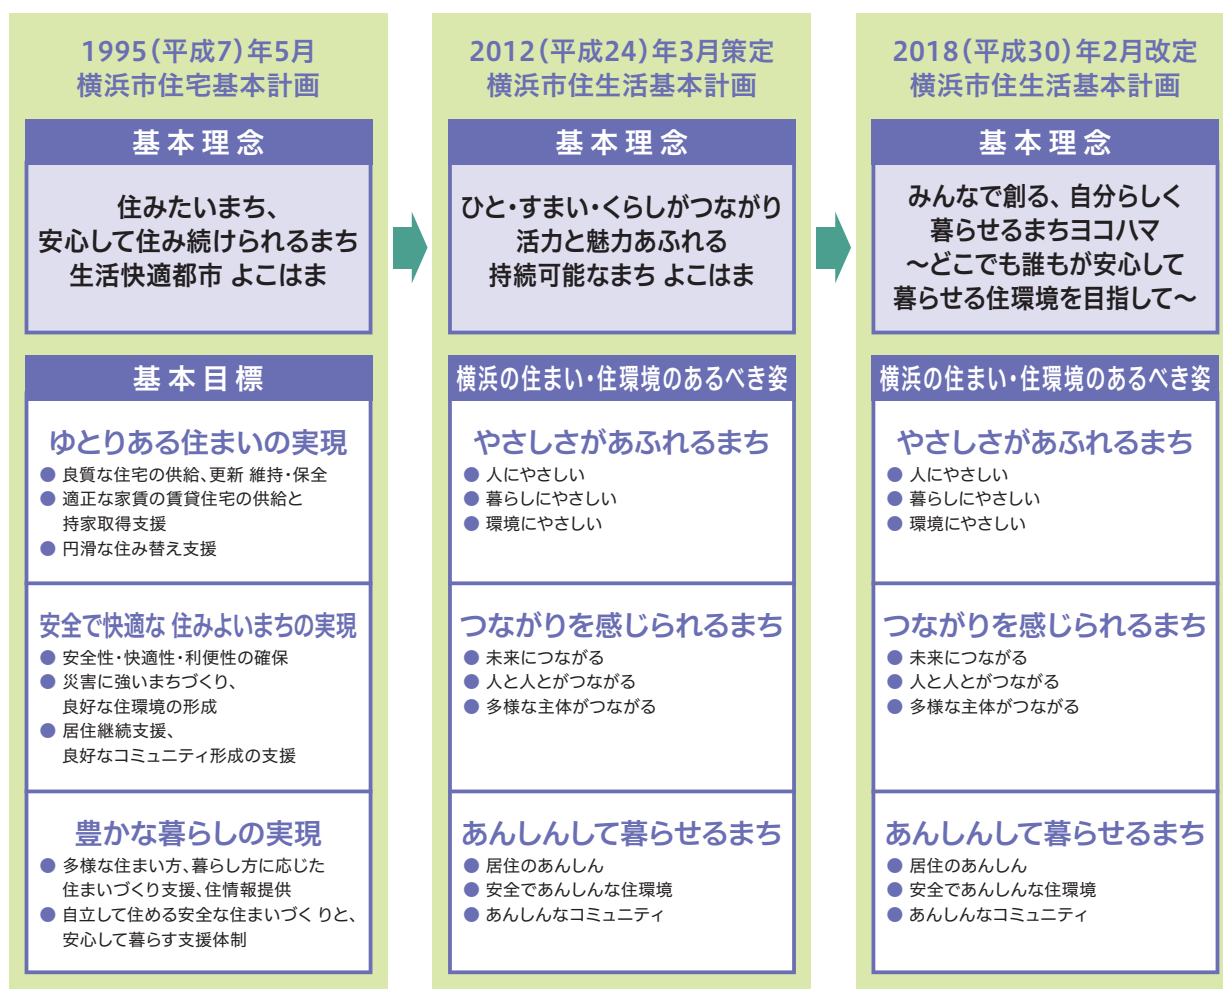 1995(平成7)年5月
横浜市住宅基本計画
基本理念
住みたいまち、
安心して住み続けられるまち
生活快適都市 よこはま
基本目標
ゆとりある住まいの実現
● 良質な住宅の供給、更新 維持・保全
● 適正な家賃の賃貸住宅の供給と
持家取得支援
● 円滑な住み替え支援
安全で快適な 住みよいまちの実現
● 安全性・快適性・利便性の確保
● 災害に強いまちづくり、
良好な住環境の形成
● 居住継続支援、
良好なコミュニティ形成の支援
豊かな暮らしの実現
● 多様な住まい方、暮らし方に応じた
住まいづくり支援、住情報提供
● 自立して住める安全な住まいづくりと、
安心して暮らす支援体制
2012(平成24)年3月策定
横浜市住生活基本計画
基本理念
ひと・すまい・くらしがつながり
活力と魅力あふれる
持続可能なまち よこはま
横浜の住まい・住環境のあるべき姿
やさしさがあふれるまち
● 人にやさしい
● 暮らしにやさしい
● 環境にやさしい
つながりを感じられるまち
● 未来につながる
● 人と人とがつながる
● 多様な主体がつながる
あんしんして暮らせるまち
● 居住のあんしん
● 安全であんしんな住環境
● あんしんなコミュニティ
2018(平成30)年2月改定
横浜市住生活基本計画
基本理念
みんなで創る、自分らしく
暮らせるまちヨコハマ
〜どこでも誰もが安心して
暮らせる住環境を目指して〜
横浜の住まい・住環境のあるべき姿
やさしさがあふれるまち
● 人にやさしい
● 暮らしにやさしい
● 環境にやさしい
つながりを感じられるまち
● 未来につながる
● 人と人とがつながる
● 多様な主体がつながる
あんしんして暮らせるまち
● 居住のあんしん
● 安全であんしんな住環境
● あんしんなコミュニティ